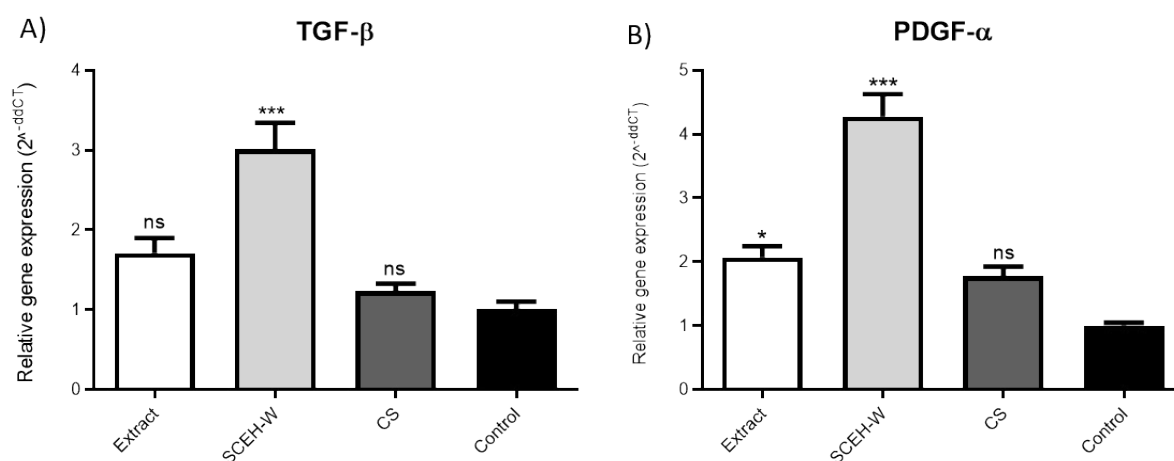 A)
TGF-β
Relative gene expression (2^-ddCT)
4
3
2
1
0
ns
***
ns
Extract
SCEH-W
CS
Control
B)
PDGF-α
Relative gene expression (2^-ddCT)
5
4
3
2
1
0
*
***
ns
Extract
SCEH-W
CS
Control